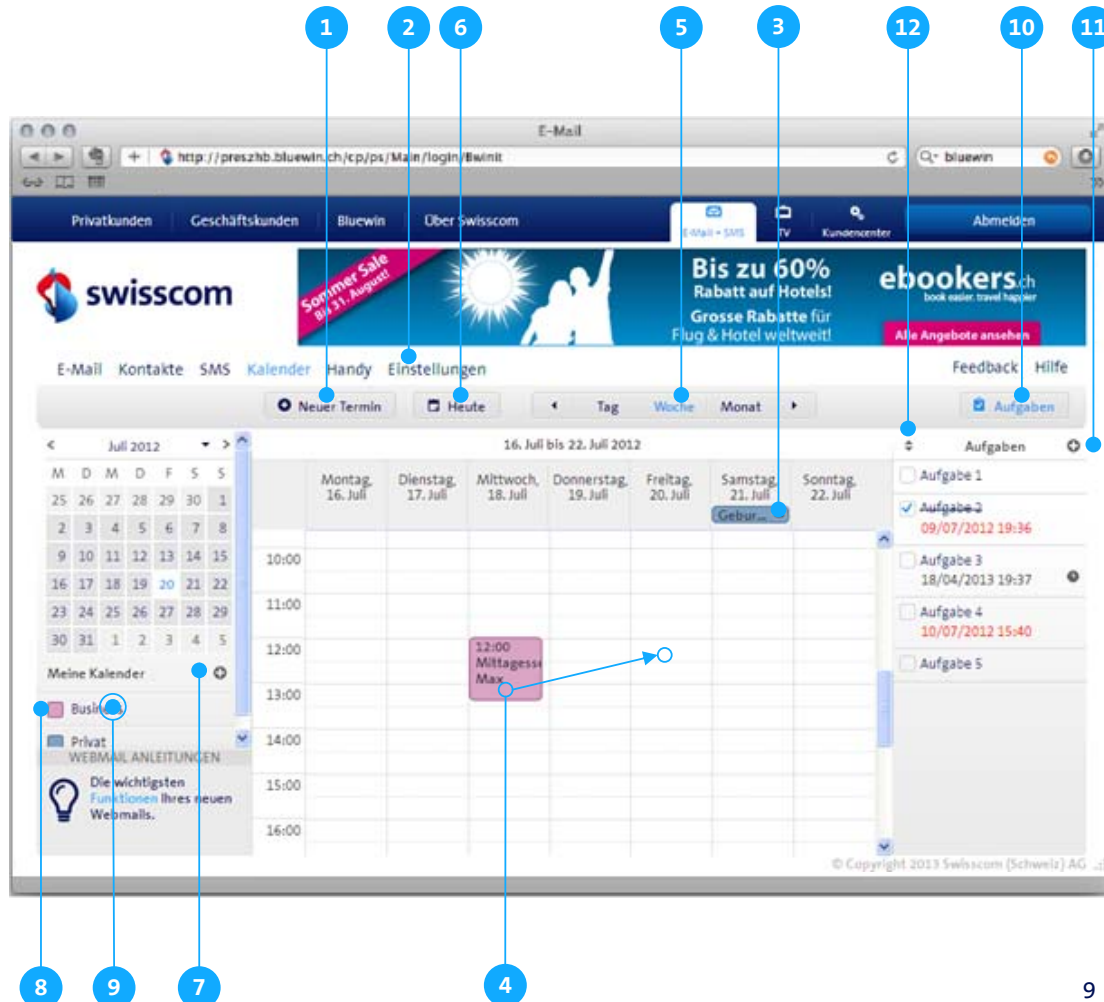 1 2 6 5 3 12 10 11
E-Mail
http://preszhb.bluewin.ch/cp/ps/Main/login/Bwinit
bluewin
Privatkunden Geschäftskunden Bluewin Über Swisscom
E-Mail + SMS TV Kundencenter
Abmelden
swisscom
Sommer Sale
Bis 31. August!
Bis zu 60%
Rabatt auf Hotels!
Grosse Rabatte für
Flug & Hotel weltweit!
ebookers.ch
book easier. travel happier
Alle Angebote ansehen
E-Mail Kontakte SMS Kalender Handy Einstellungen
Feedback Hilfe
Neuer Termin Heute Tag Woche Monat Aufgaben
< Juli 2012 >
M D M D F S S
25 26 27 28 29 30 1
2 3 4 5 6 7 8
9 10 11 12 13 14 15
16 17 18 19 20 21 22
23 24 25 26 27 28 29
30 31 1 2 3 4 5
Meine Kalender
Business
Privat
WEBMAIL ANLEITUNGEN
Die wichtigsten
Funktionen Ihres neuen
Webmails.
16. Juli bis 22. Juli 2012
Montag, Dienstag, Mittwoch, Donnerstag, Freitag, Samstag, Sonntag,
16. Juli 17. Juli 18. Juli 19. Juli 20. Juli 21. Juli 22. Juli
Gebur...
10:00
11:00
12:00
13:00
14:00
15:00
16:00
12:00
Mittagesse
Max
Aufgaben
Aufgabe 1
Aufgabe 2
09/07/2012 19:36
Aufgabe 3
18/04/2013 19:37
Aufgabe 4
10/07/2012 15:40
Aufgabe 5
© Copyright 2013 Swisscom (Schweiz) AG
8 9 7 4
9